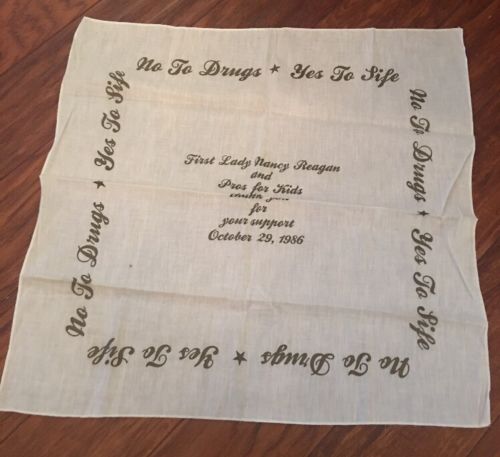 No To Drugs ★ Yes To Life
No To Drugs ★ Yes To Life
No To Drugs ★ Yes To Life
No To Drugs ★ Yes To Life
First Lady Nancy Reagan
and
Pros for Kids
thank you
for
your support
October 29, 1986